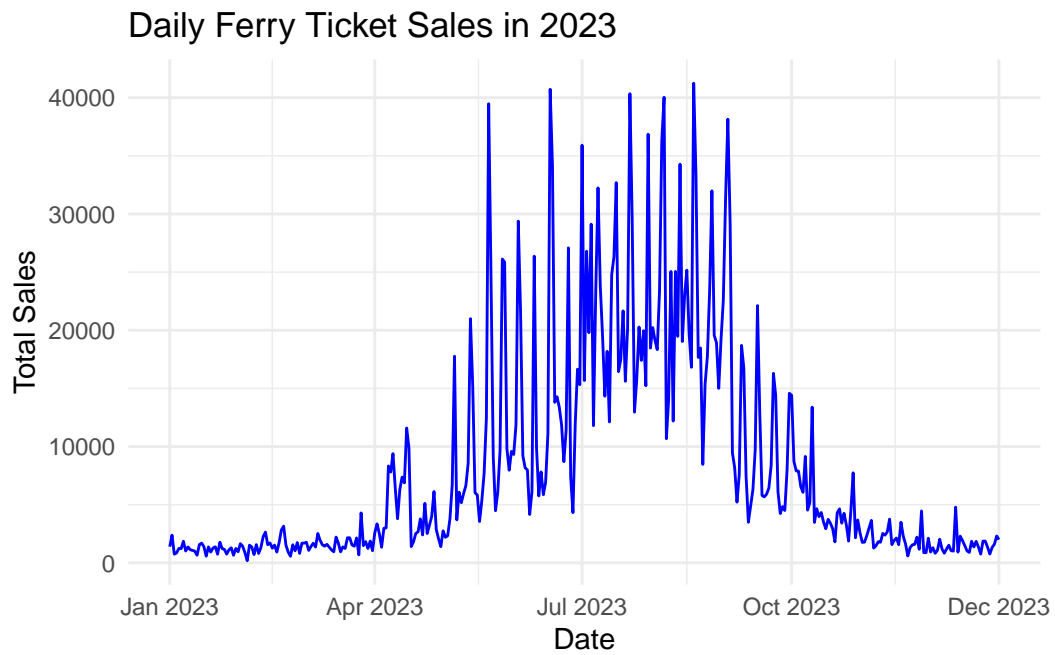 Daily Ferry Ticket Sales in 2023
Total Sales
40000
30000
20000
10000
0
Jan 2023 Apr 2023 Jul 2023 Oct 2023 Dec 2023
Date